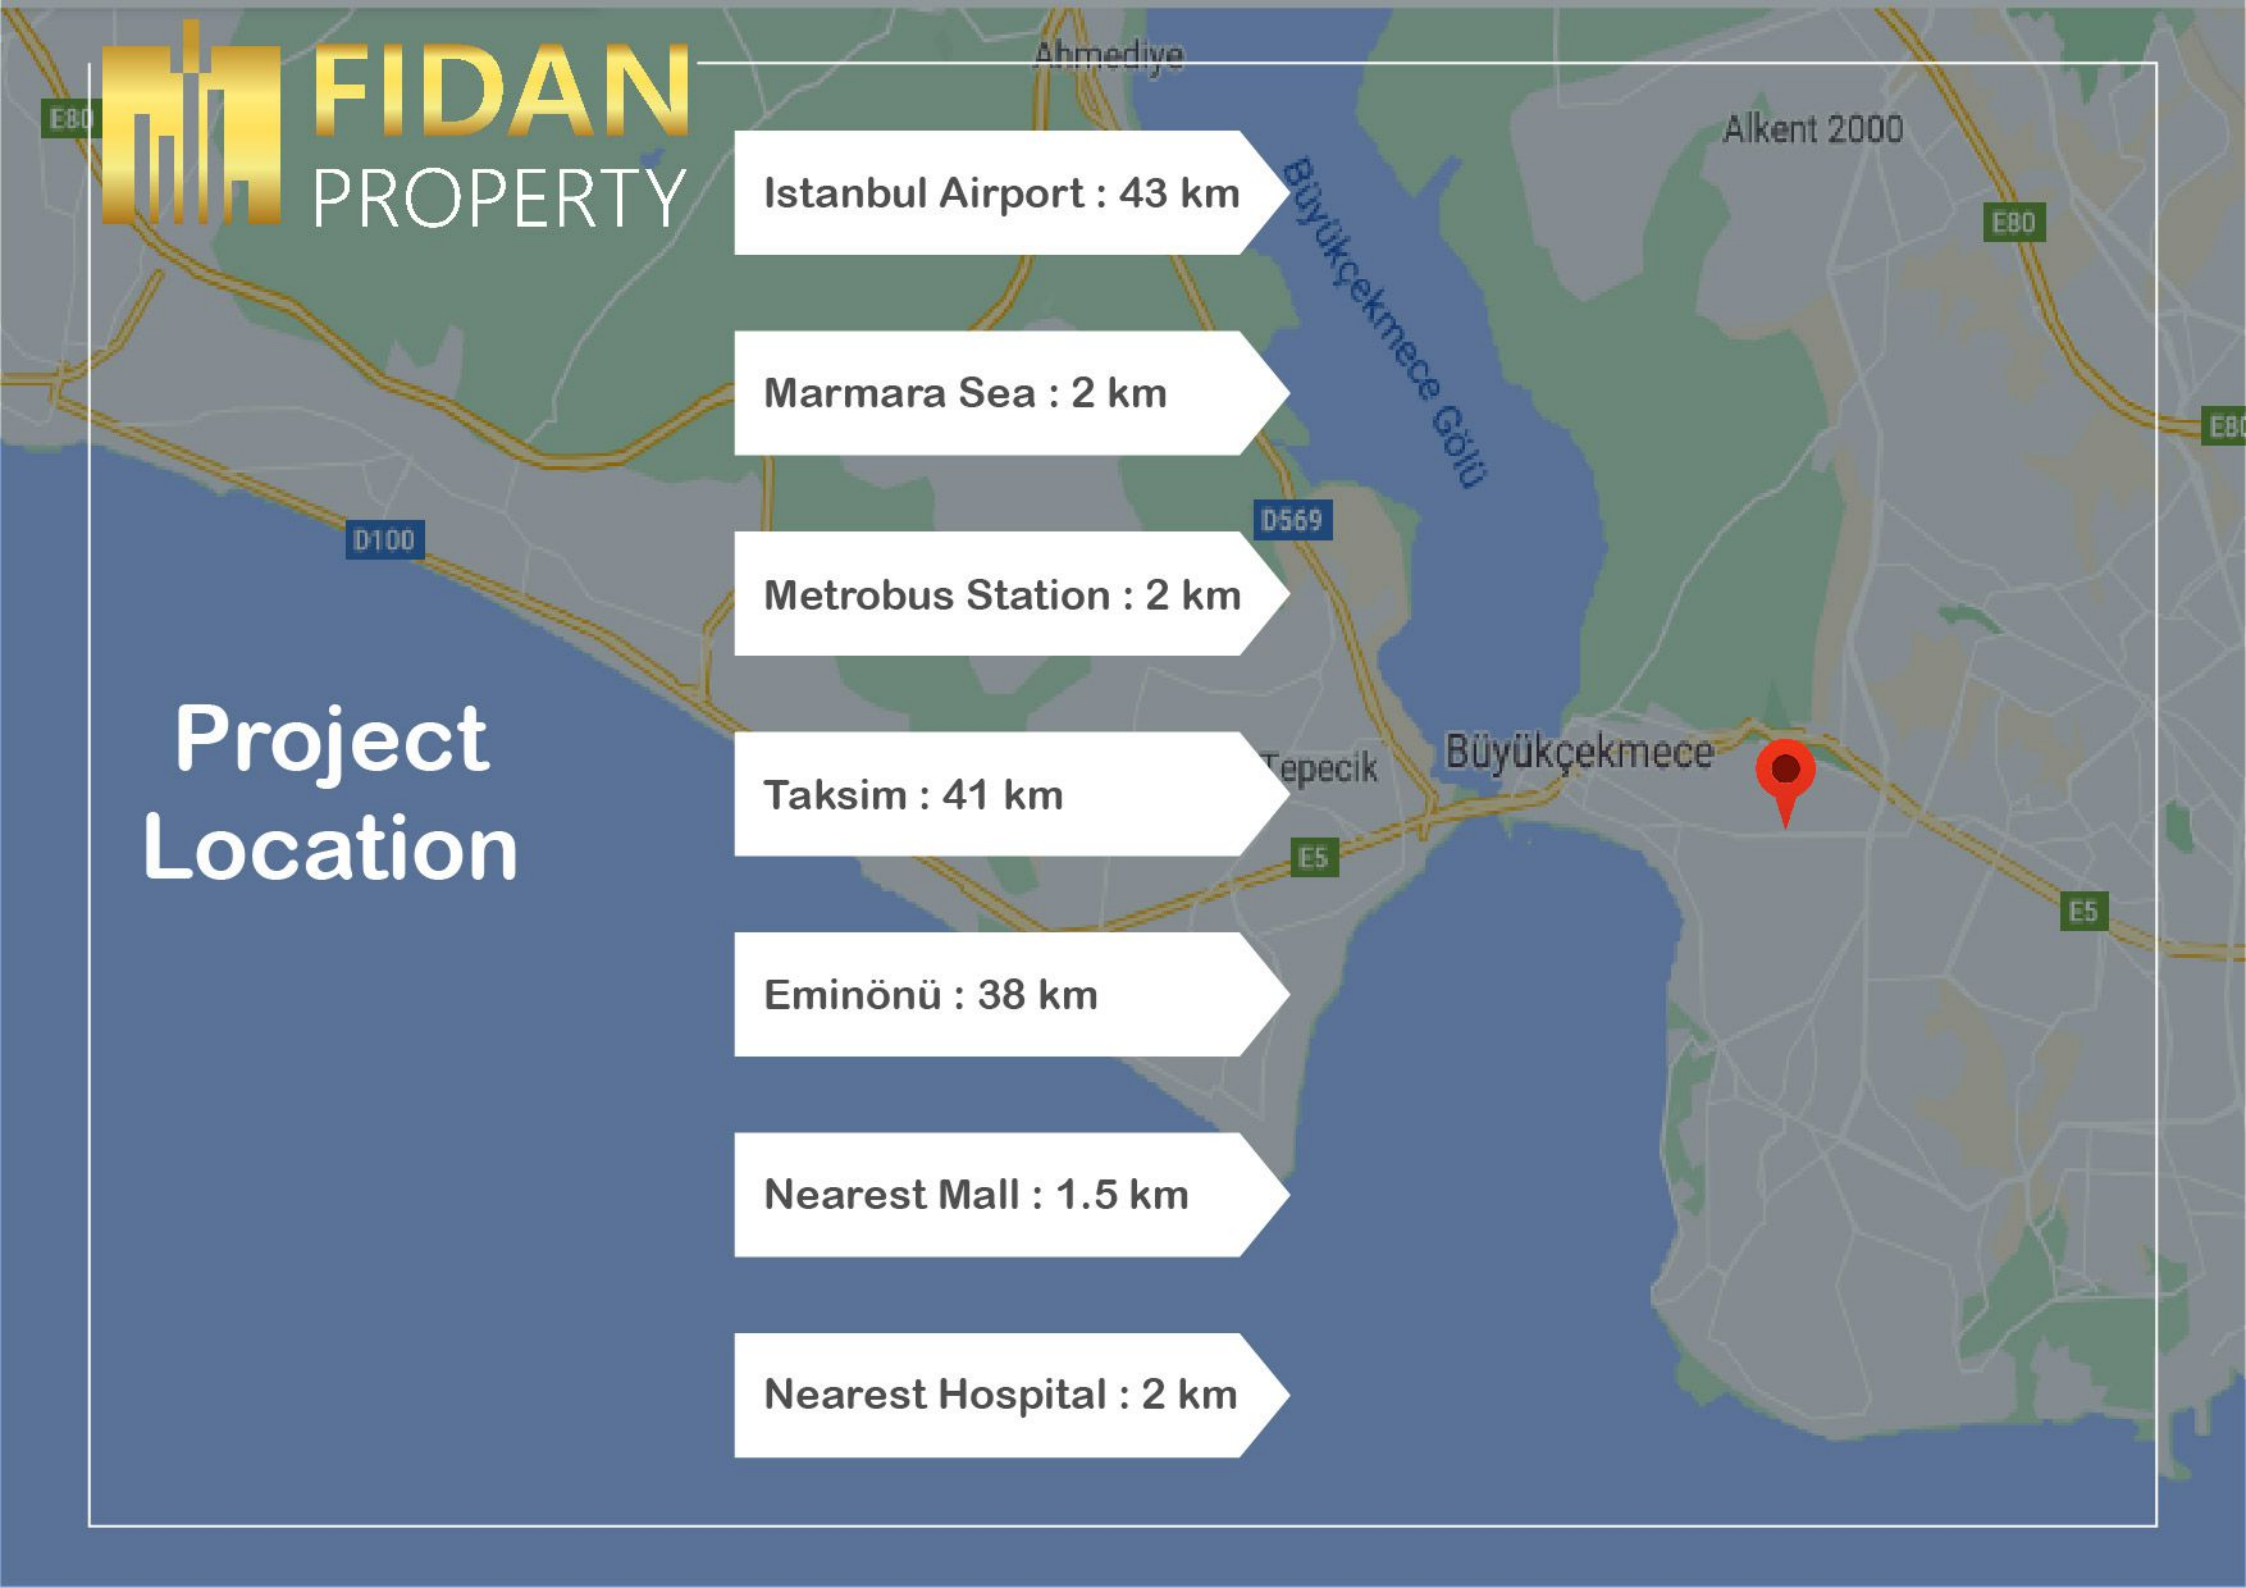 FIDAN
PROPERTY
Project
Location
Istanbul Airport : 43 km
Marmara Sea : 2 km
Metrobus Station : 2 km
Taksim : 41 km
Eminönü : 38 km
Nearest Mall : 1.5 km
Nearest Hospital : 2 km
Ahmediye
Alkent 2000
E80
E80
E80
Büyükçekmece Gölü
D100
D569
Tepecik
Büyükçekmece
E5
E5